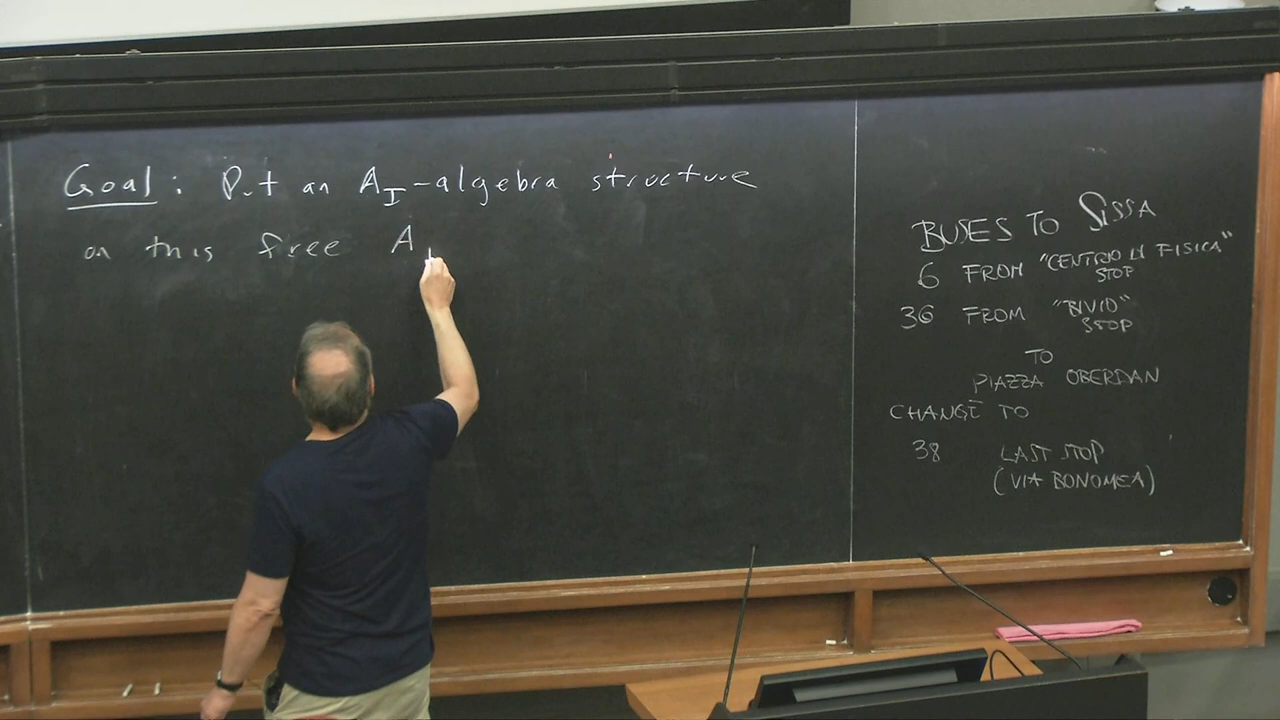 Goal: Put an A_I-algebra structure
on this free A
BUSES TO SISSA
6 FROM "CENTRO DI FISICA"
STOP
36 FROM "BIVIO"
STOP
TO
PIAZZA OBERDAN
CHANGE TO
38 LAST STOP
(VIA BONOMEA)